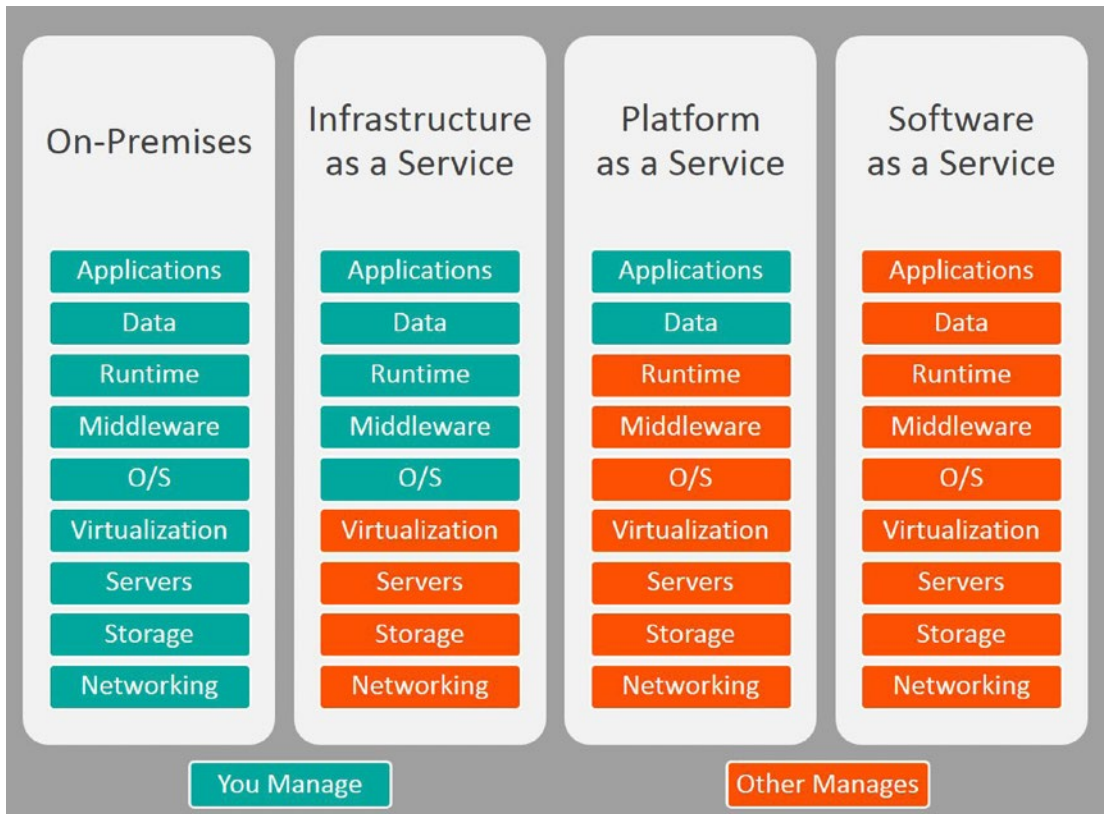 On-Premises
Applications
Data
Runtime
Middleware
O/S
Virtualization
Servers
Storage
Networking
Infrastructure
as a Service
Applications
Data
Runtime
Middleware
O/S
Virtualization
Servers
Storage
Networking
Platform
as a Service
Applications
Data
Runtime
Middleware
O/S
Virtualization
Servers
Storage
Networking
Software
as a Service
Applications
Data
Runtime
Middleware
O/S
Virtualization
Servers
Storage
Networking
You Manage
Other Manages